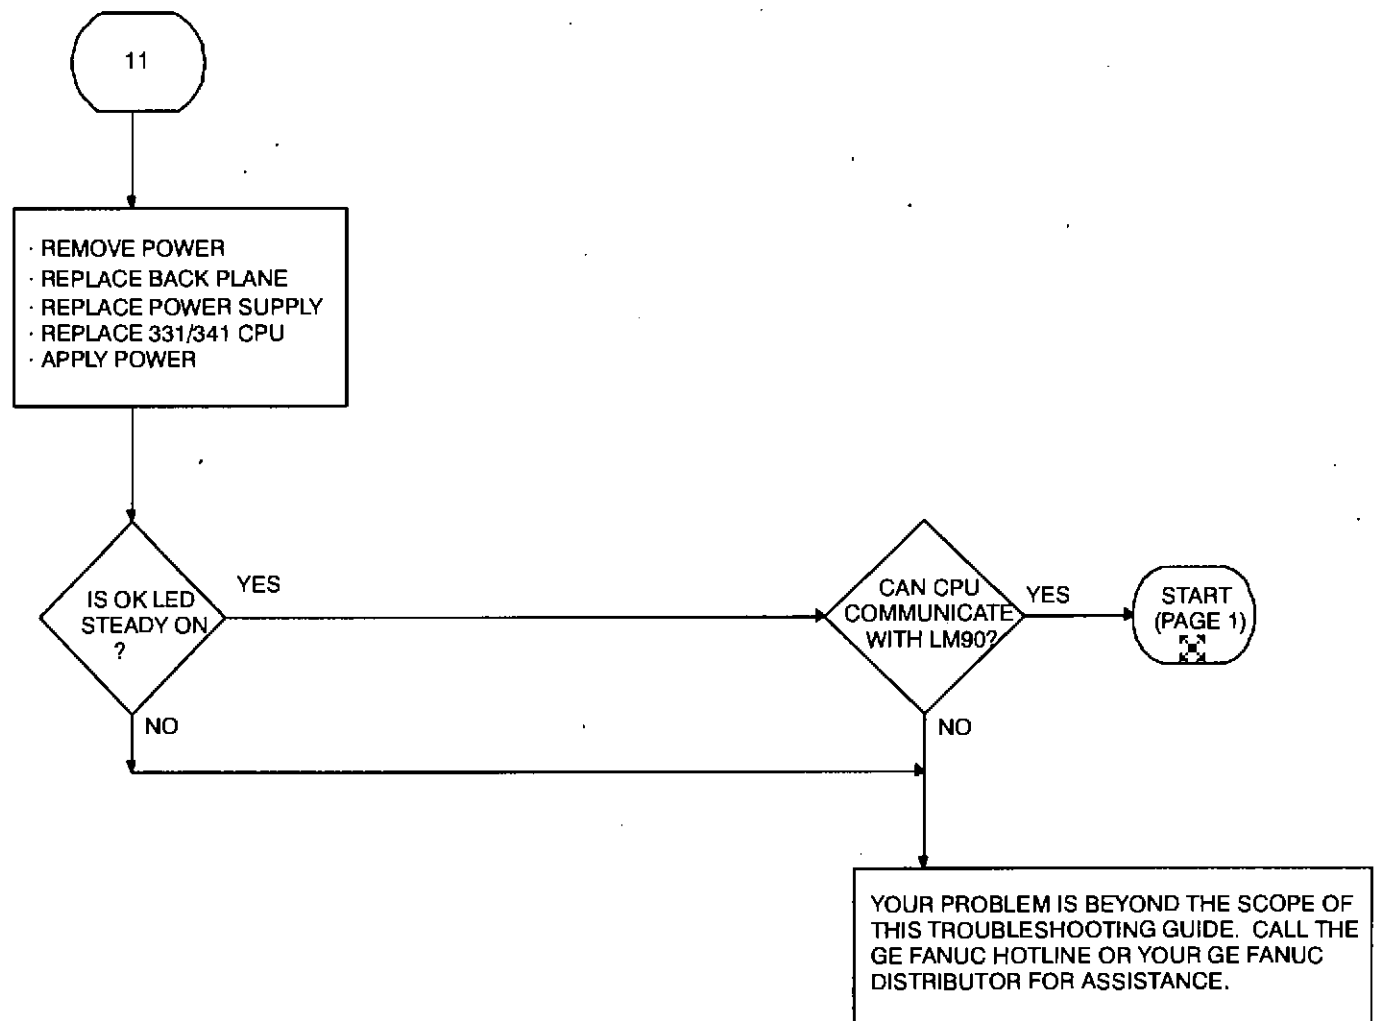 11
· REMOVE POWER
· REPLACE BACK PLANE
· REPLACE POWER SUPPLY
· REPLACE 331/341 CPU
· APPLY POWER
IS OK LED
STEADY ON
?
YES
NO
CAN CPU
COMMUNICATE
WITH LM90?
YES
NO
START
(PAGE 1)
YOUR PROBLEM IS BEYOND THE SCOPE OF
THIS TROUBLESHOOTING GUIDE. CALL THE
GE FANUC HOTLINE OR YOUR GE FANUC
DISTRIBUTOR FOR ASSISTANCE.